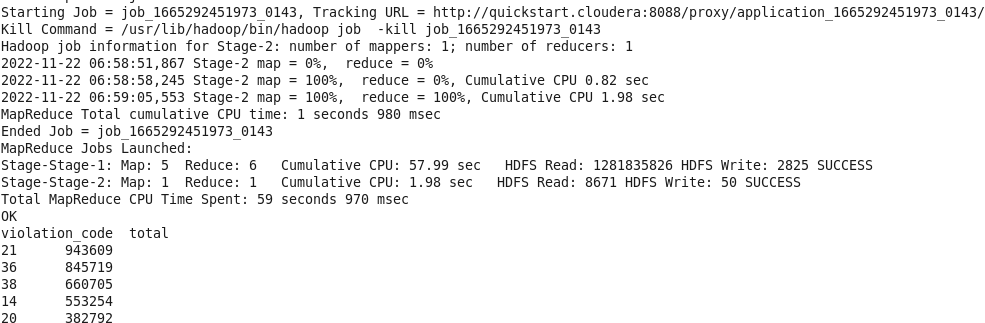 Starting Job = job_1665292451973_0143, Tracking URL = http://quickstart.cloudera:8088/proxy/application_1665292451973_0143/
Kill Command = /usr/lib/hadoop/bin/hadoop job  -kill job_1665292451973_0143
Hadoop job information for Stage-2: number of mappers: 1; number of reducers: 1
2022-11-22 06:58:51,867 Stage-2 map = 0%,  reduce = 0%
2022-11-22 06:58:58,245 Stage-2 map = 100%,  reduce = 0%, Cumulative CPU 0.82 sec
2022-11-22 06:59:05,553 Stage-2 map = 100%,  reduce = 100%, Cumulative CPU 1.98 sec
MapReduce Total cumulative CPU time: 1 seconds 980 msec
Ended Job = job_1665292451973_0143
MapReduce Jobs Launched:
Stage-Stage-1: Map: 5  Reduce: 6   Cumulative CPU: 57.99 sec   HDFS Read: 1281835826 HDFS Write: 2825 SUCCESS
Stage-Stage-2: Map: 1  Reduce: 1   Cumulative CPU: 1.98 sec   HDFS Read: 8671 HDFS Write: 50 SUCCESS
Total MapReduce CPU Time Spent: 59 seconds 970 msec
OK
violation_code  total
21      943609
36      845719
38      660705
14      553254
20      382792